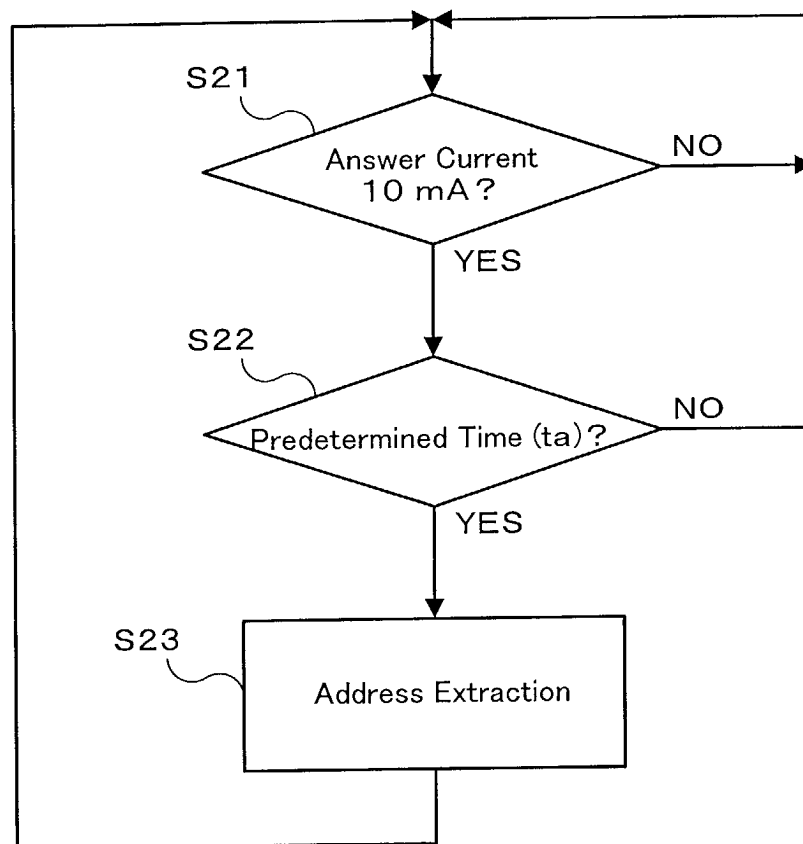 S21
Answer Current
10 mA?
NO
YES
S22
Predetermined Time (ta)?
NO
YES
S23
Address Extraction